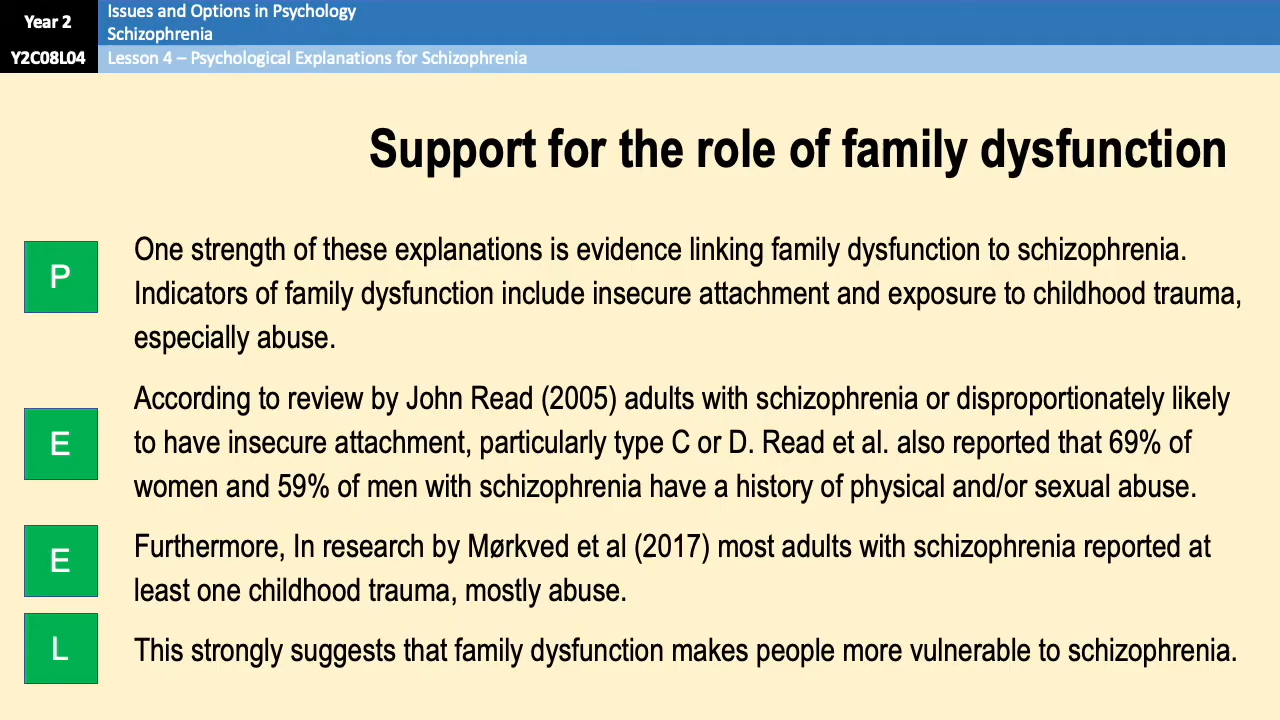 Year 2
Issues and Options in Psychology
Schizophrenia
Y2C08L04
Lesson 4 – Psychological Explanations for Schizophrenia
Support for the role of family dysfunction
P
One strength of these explanations is evidence linking family dysfunction to schizophrenia.
Indicators of family dysfunction include insecure attachment and exposure to childhood trauma,
especially abuse.
E
According to review by John Read (2005) adults with schizophrenia or disproportionately likely
to have insecure attachment, particularly type C or D. Read et al. also reported that 69% of
women and 59% of men with schizophrenia have a history of physical and/or sexual abuse.
E
Furthermore, In research by Mørkved et al (2017) most adults with schizophrenia reported at
least one childhood trauma, mostly abuse.
L
This strongly suggests that family dysfunction makes people more vulnerable to schizophrenia.